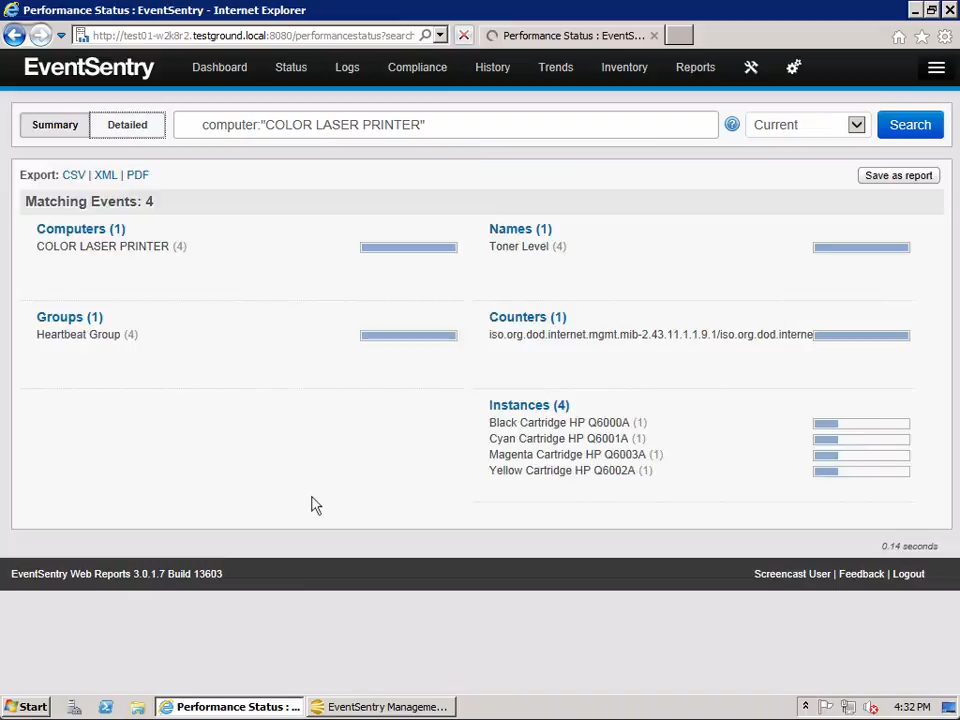 Performance Status : EventSentry - Internet Explorer
http://test01-w2k8r2.testground.local:8080/performancestatus?search
Performance Status : EventS...
EventSentry
Dashboard
Status
Logs
Compliance
History
Trends
Inventory
Reports
Summary
Detailed
computer:"COLOR LASER PRINTER"
Current
Search
Export: CSV | XML | PDF
Save as report
Matching Events: 4
Computers (1)
COLOR LASER PRINTER (4)
Names (1)
Toner Level (4)
Groups (1)
Heartbeat Group (4)
Counters (1)
iso.org.dod.internet.mgmt.mib-2.43.11.1.1.9.1/iso.org.dod.interne
Instances (4)
Black Cartridge HP Q6000A (1)
Cyan Cartridge HP Q6001A (1)
Magenta Cartridge HP Q6003A (1)
Yellow Cartridge HP Q6002A (1)
0.14 seconds
EventSentry Web Reports 3.0.1.7 Build 13603
Screencast User | Feedback | Logout
Start
Performance Status : ...
EventSentry Manageme...
4:32 PM